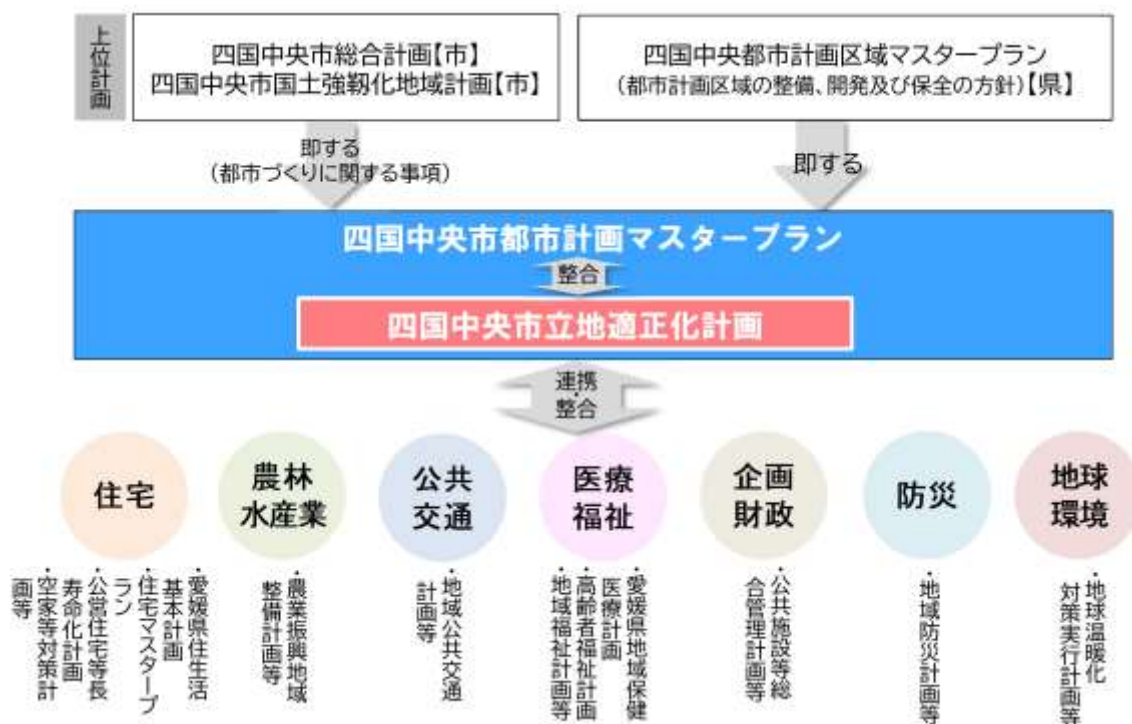 上位計画
四国中央市総合計画【市】
四国中央市国土強靱化地域計画【市】
四国中央都市計画区域マスタープラン
(都市計画区域の整備、開発及び保全の方針)【県】
即する
(都市づくりに関する事項)
即する
四国中央市都市計画マスタープラン
整合
四国中央市立地適正化計画
連携・
整合
住宅
農林
水産業
公共
交通
医療
福祉
企画
財政
防災
地球
環境
・愛媛県住生活
基本計画
・住宅マスタープ
ラン
・公営住宅等長
寿命化計画
・空家等対策計
画等
・農業振興地域
整備計画等
・地域公共交通
計画等
・愛媛県地域保健
医療計画
・高齢者福祉計画
・地域福祉計画等
・公共施設等総
合管理計画等
・地域防災計画等
・地球温暖化
対策実行計画等